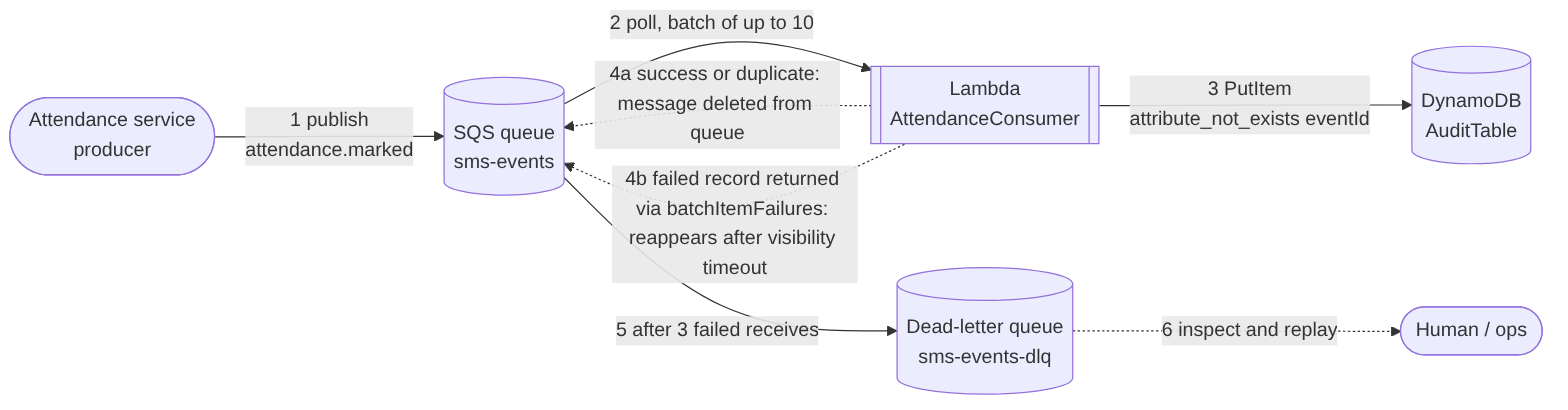 2 poll, batch of up to 10
Attendance service
producer
1 publish
attendance.marked
SQS queue
sms-events
4a success or duplicate:
message deleted from
queue
Lambda
AttendanceConsumer
3 PutItem
attribute_not_exists eventId
DynamoDB
AuditTable
4b failed record returned
via batchItemFailures:
reappears after visibility
timeout
5 after 3 failed receives
Dead-letter queue
sms-events-dlq
6 inspect and replay
Human / ops